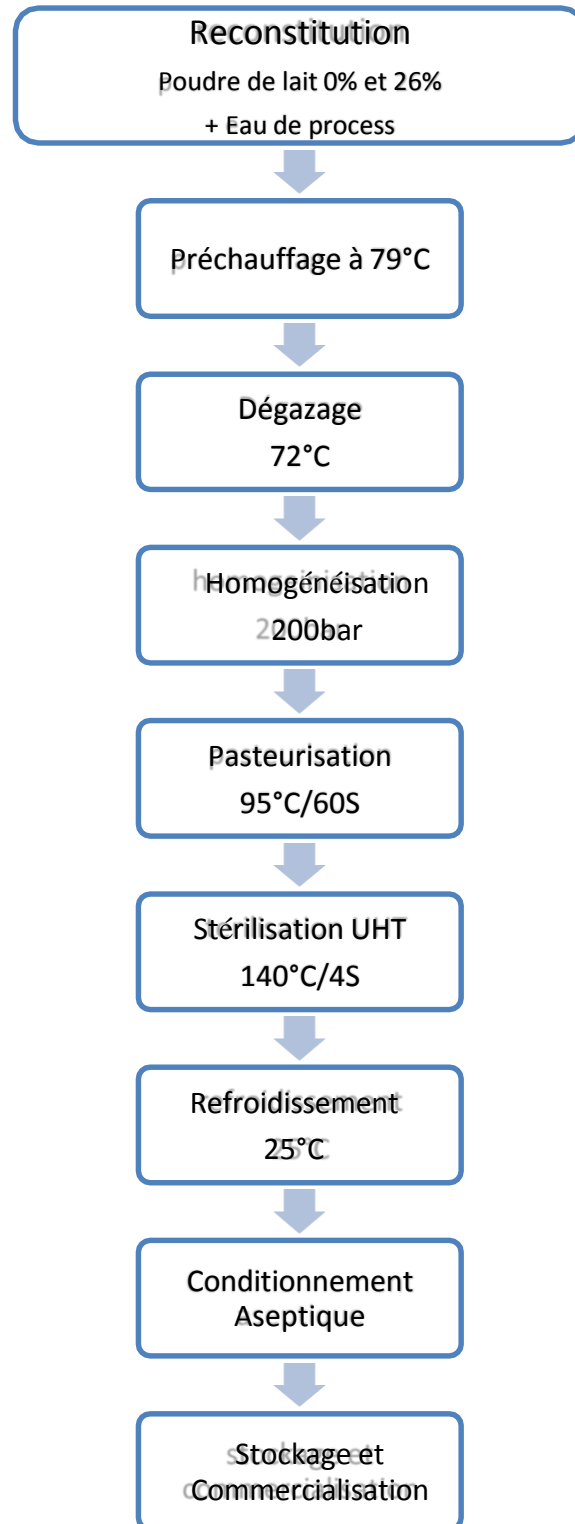 Reconstitution
Poudre de lait 0% et 26%
+ Eau de process
Préchauffage à 79°C
Dégazage
72°C
Homogénéisation
200bar
Pasteurisation
95°C/60S
Stérilisation UHT
140°C/4S
Refroidissement
25°C
Conditionnement
Aseptique
Stockage et
Commercialisation